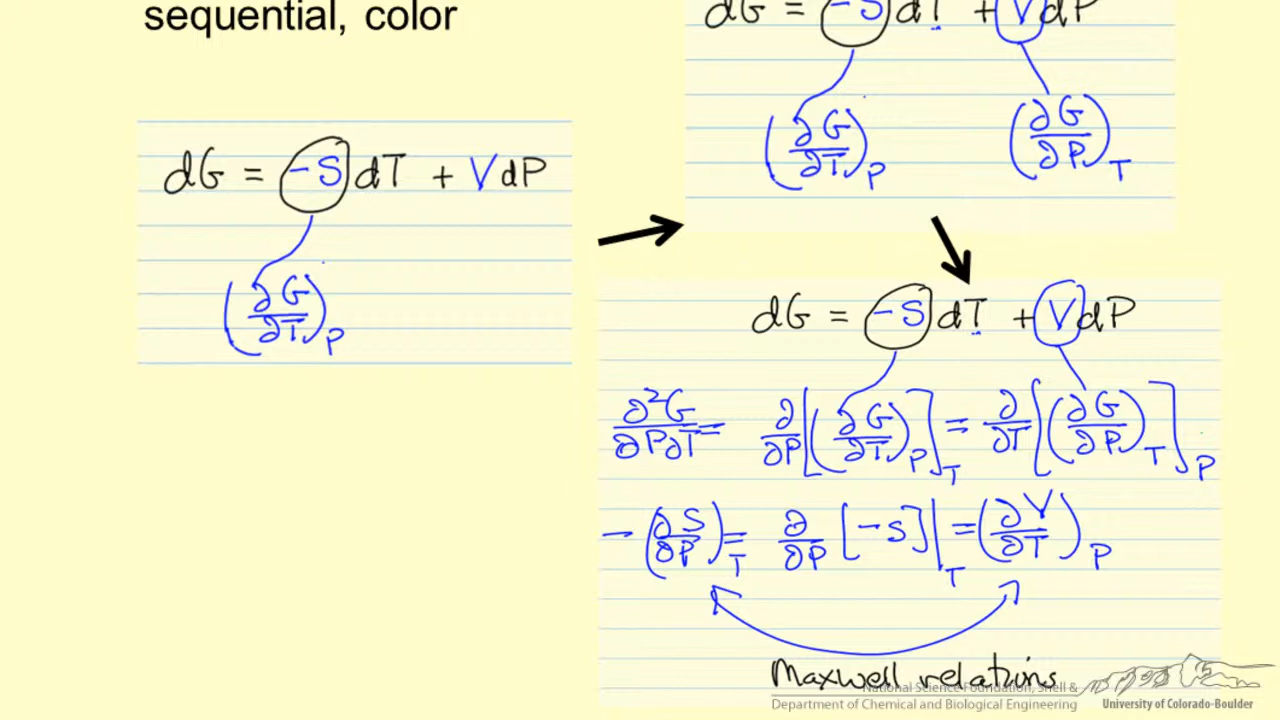 sequential, color
dG = -S dT + V dP
(∂G/∂T)_P
dG = -S dT + V dP
(∂G/∂T)_P (∂G/∂P)_T
dG = -S dT + V dP
∂²G/∂P∂T = ∂/∂P [(∂G/∂T)_P]_T = ∂/∂T [(∂G/∂P)_T]_P
-(∂S/∂P)_T = ∂/∂P [-S]|_T = (∂V/∂T)_P
Maxwell relations
National Science Foundation, Shell &
Department of Chemical and Biological Engineering
University of Colorado-Boulder